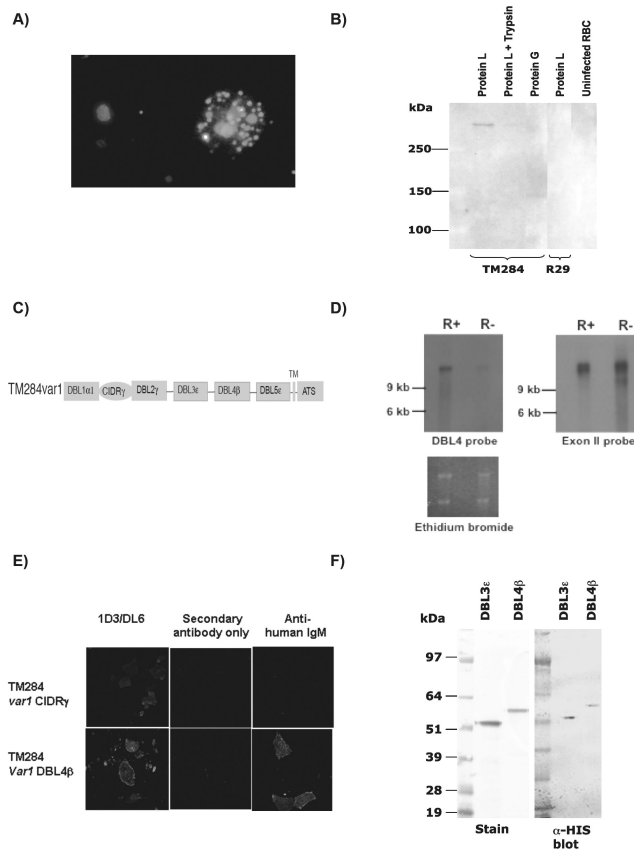 A)
B)
Protein L
Protein L + Trypsin
Protein G
Protein L
Uninfected RBC
kDa
250
150
100
TM284
R29
C)
TM284var1
DBL1α1
CIDRγ
DBL2γ
DBL3ε
DBL4β
DBL5ε
TM
ATS
D)
R+ R-
9 kb
6 kb
DBL4 probe
R+ R-
9 kb
6 kb
Exon II probe
Ethidium bromide
E)
1D3/DL6
Secondary
antibody only
Anti-
human IgM
TM284
var1 CIDRγ
TM284
Var1 DBL4β
F)
DBL3ε
DBL4β
DBL3ε
DBL4β
kDa
97
64
51
39
28
19
Stain
α-HIS
blot